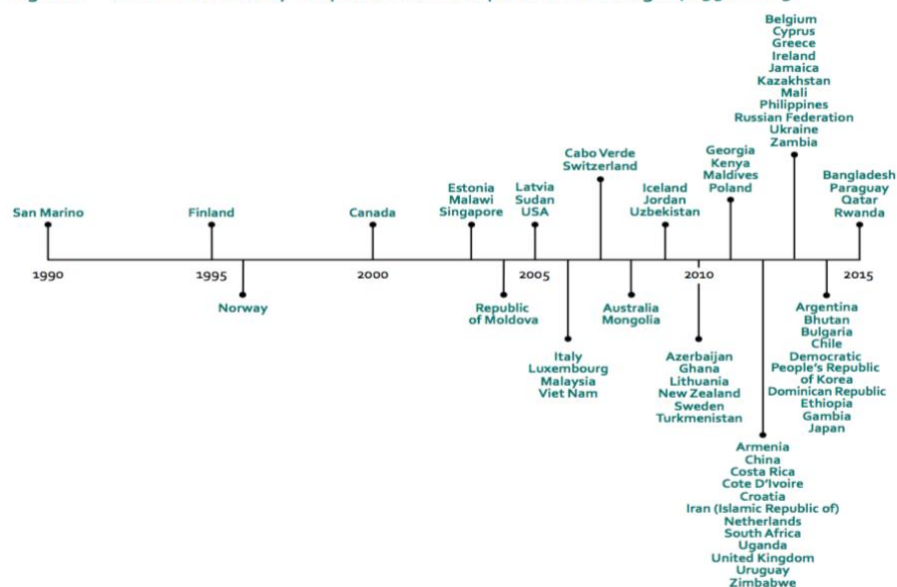 Belgium
Cyprus
Greece
Ireland
Jamaica
Kazakhstan
Mali
Philippines
Russian Federation
Ukraine
Zambia
Georgia
Kenya
Maldives
Poland
Cabo Verde
Switzerland
Bangladesh
Paraguay
Qatar
Rwanda
Estonia
Malawi
Singapore
Latvia
Sudan
USA
Iceland
Jordan
Uzbekistan
San Marino
Finland
Canada
1990
1995
2000
2005
2010
2015
Norway
Republic
of Moldova
Australia
Mongolia
Argentina
Bhutan
Bulgaria
Chile
Democratic
People's Republic
of Korea
Dominican Republic
Ethiopia
Gambia
Japan
Italy
Luxembourg
Malaysia
Viet Nam
Azerbaijan
Ghana
Lithuania
New Zealand
Sweden
Turkmenistan
Armenia
China
Costa Rica
Cote D'Ivoire
Croatia
Iran (Islamic Republic of)
Netherlands
South Africa
Uganda
United Kingdom
Uruguay
Zimbabwe